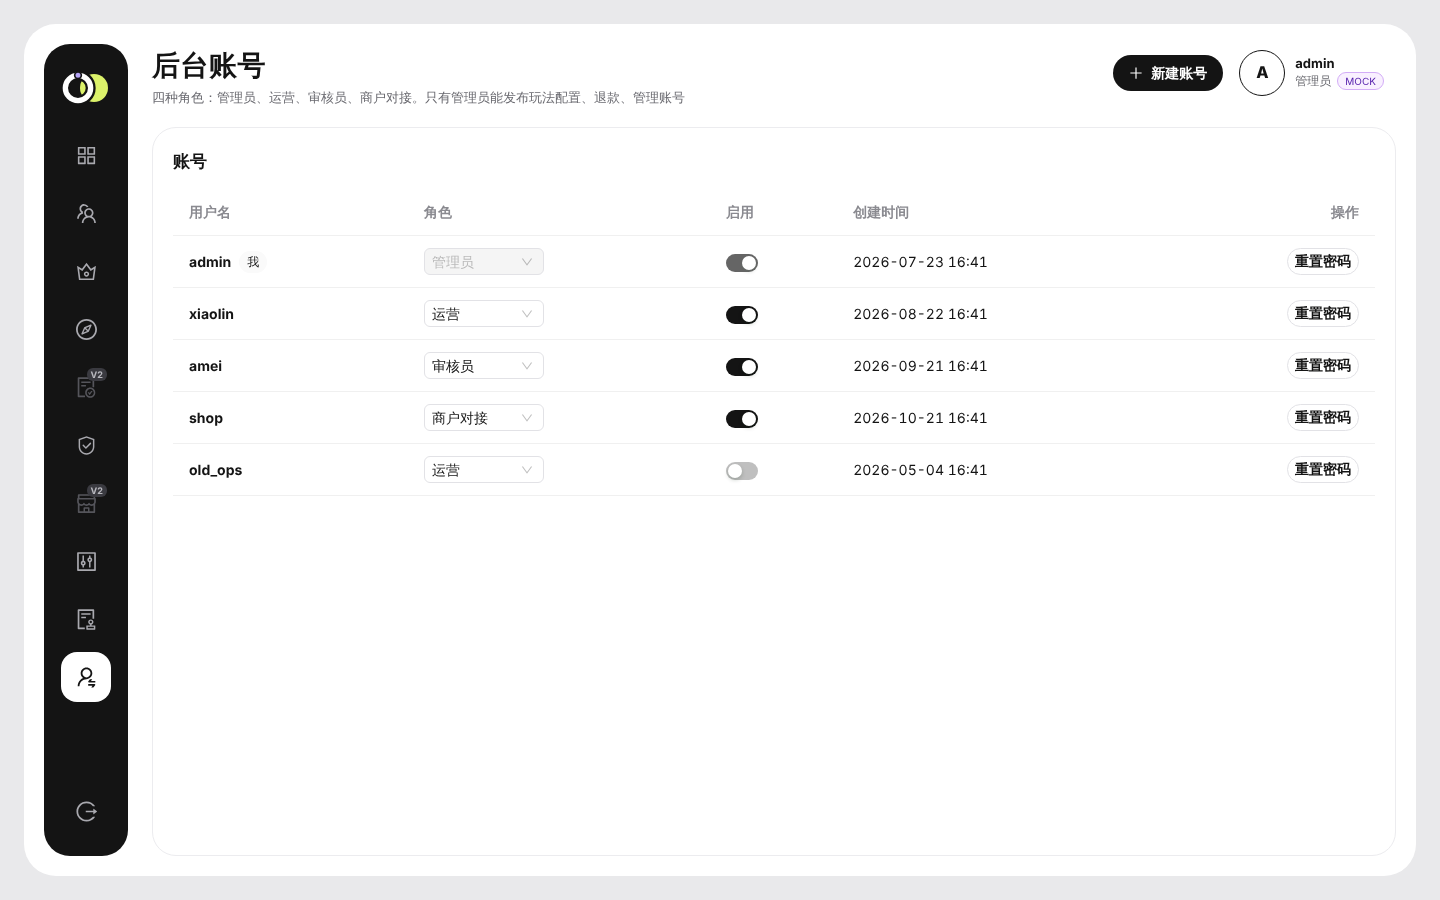 后台账号
四种角色：管理员、运营、审核员、商户对接。只有管理员能发布玩法配置、退款、管理账号
新建账号
A
admin
管理员 MOCK
V2
V2
账号
用户名 角色 启用 创建时间 操作
admin 我 管理员 2026-07-23 16:41 重置密码
xiaolin 运营 2026-08-22 16:41 重置密码
amei 审核员 2026-09-21 16:41 重置密码
shop 商户对接 2026-10-21 16:41 重置密码
old_ops 运营 2026-05-04 16:41 重置密码